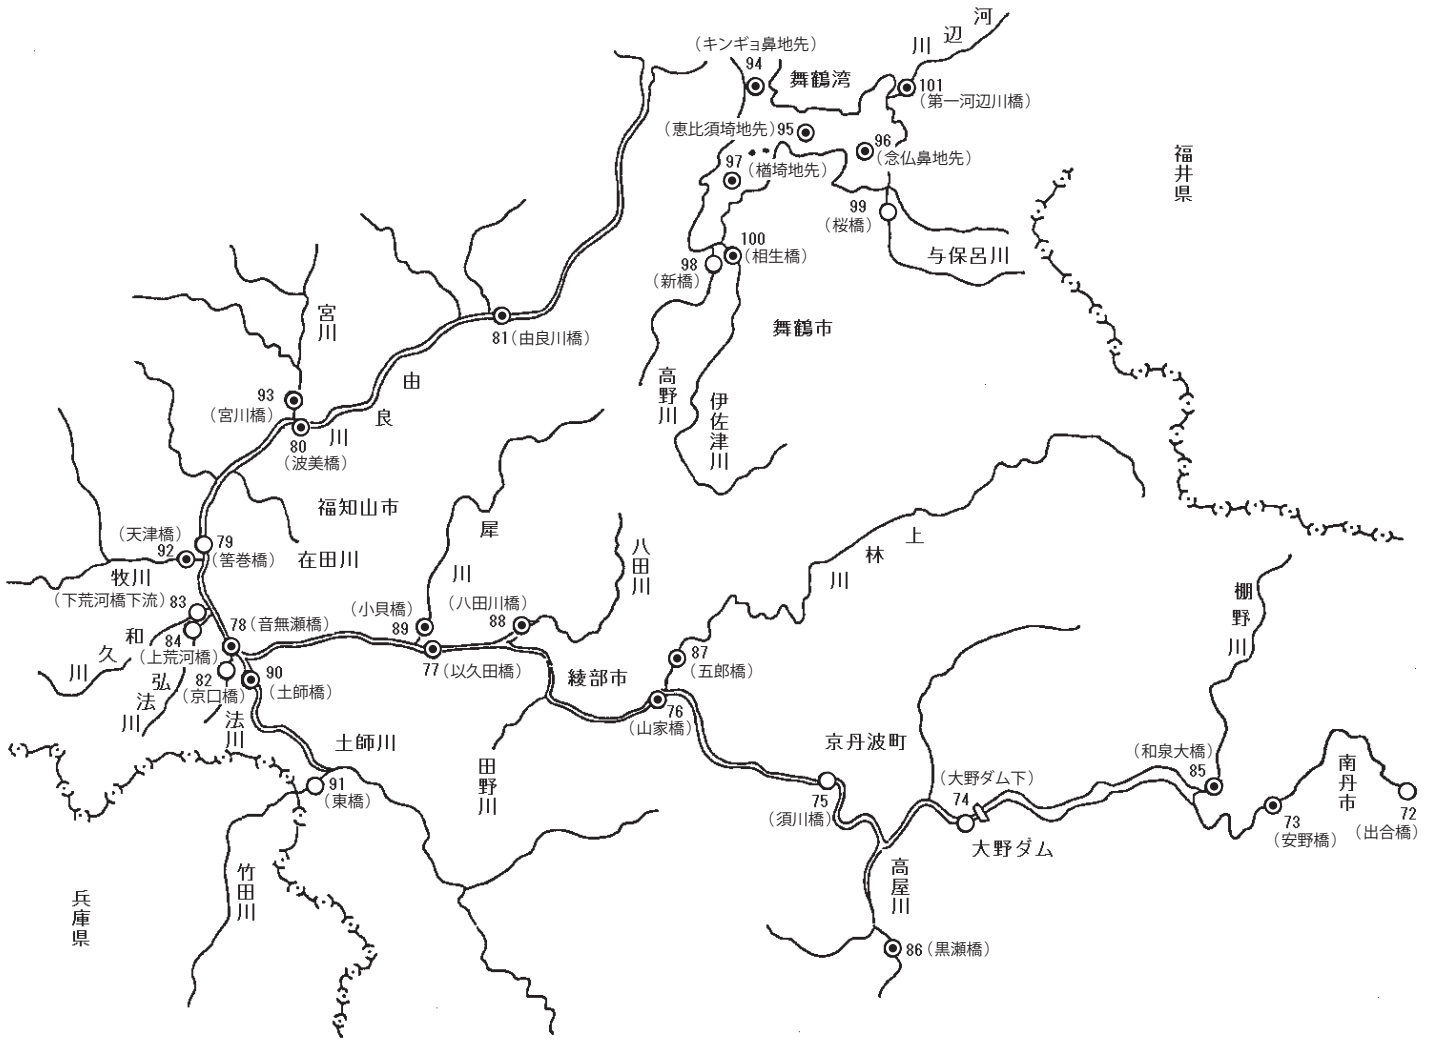 河辺川
（キンギョ鼻地先）
94
舞鶴湾
101
（第一河辺川橋）
（恵比須埼地先）95
96
（念仏鼻地先）
97
（楢埼地先）
福井県
99
（桜橋）
与保呂川
100
（相生橋）
98
（新橋）
舞鶴市
宮川
81（由良川橋）
高野川
伊佐津川
由良川
93
（宮川橋）
80
（波美橋）
福知山市
在田川
（天津橋）
92
79
（筈巻橋）
牧川
（下荒河橋下流）83
84
（上荒河橋）
78（音無瀬橋）
和久川
弘法川
82
（京口橋）
法川
90
（土師橋）
土師川
91
（東橋）
竹田川
兵庫県
犀川
八田川
（小貝橋）
89
（八田川橋）
88
77（以久田橋）
綾部市
田野川
上林川
87
（五郎橋）
76
（山家橋）
京丹波町
75
（須川橋）
（大野ダム下）
74
大野ダム
高屋川
86（黒瀬橋）
棚野川
（和泉大橋）
85
南丹市
73
（安野橋）
72
（出合橋）